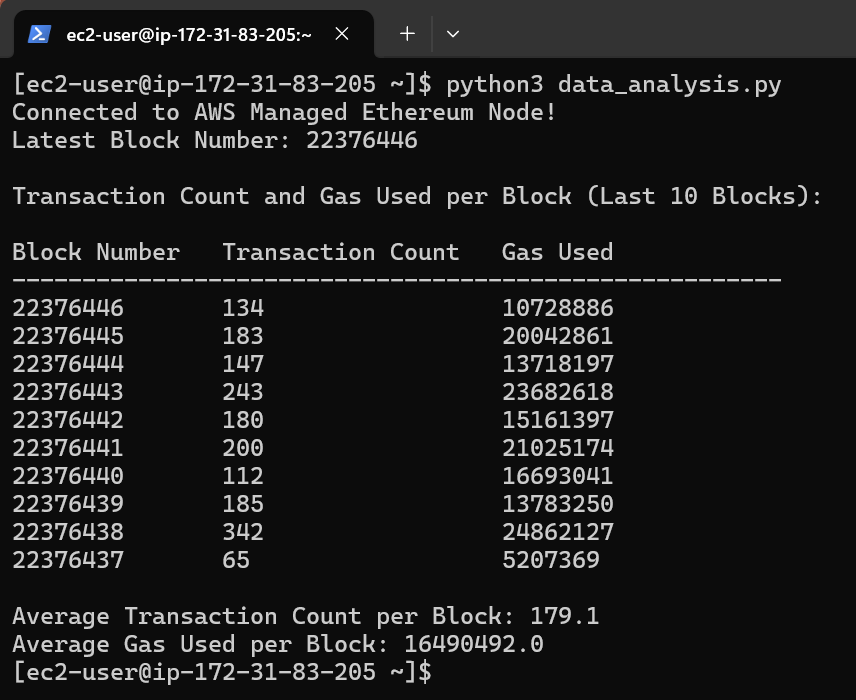 ec2-user@ip-172-31-83-205:~
[ec2-user@ip-172-31-83-205 ~]$ python3 data_analysis.py
Connected to AWS Managed Ethereum Node!
Latest Block Number: 22376446
Transaction Count and Gas Used per Block (Last 10 Blocks):
Block Number   Transaction Count   Gas Used
-------------------------------------------------------
22376446       134                 10728886
22376445       183                 20042861
22376444       147                 13718197
22376443       243                 23682618
22376442       180                 15161397
22376441       200                 21025174
22376440       112                 16693041
22376439       185                 13783250
22376438       342                 24862127
22376437       65                  5207369
Average Transaction Count per Block: 179.1
Average Gas Used per Block: 16490492.0
[ec2-user@ip-172-31-83-205 ~]$